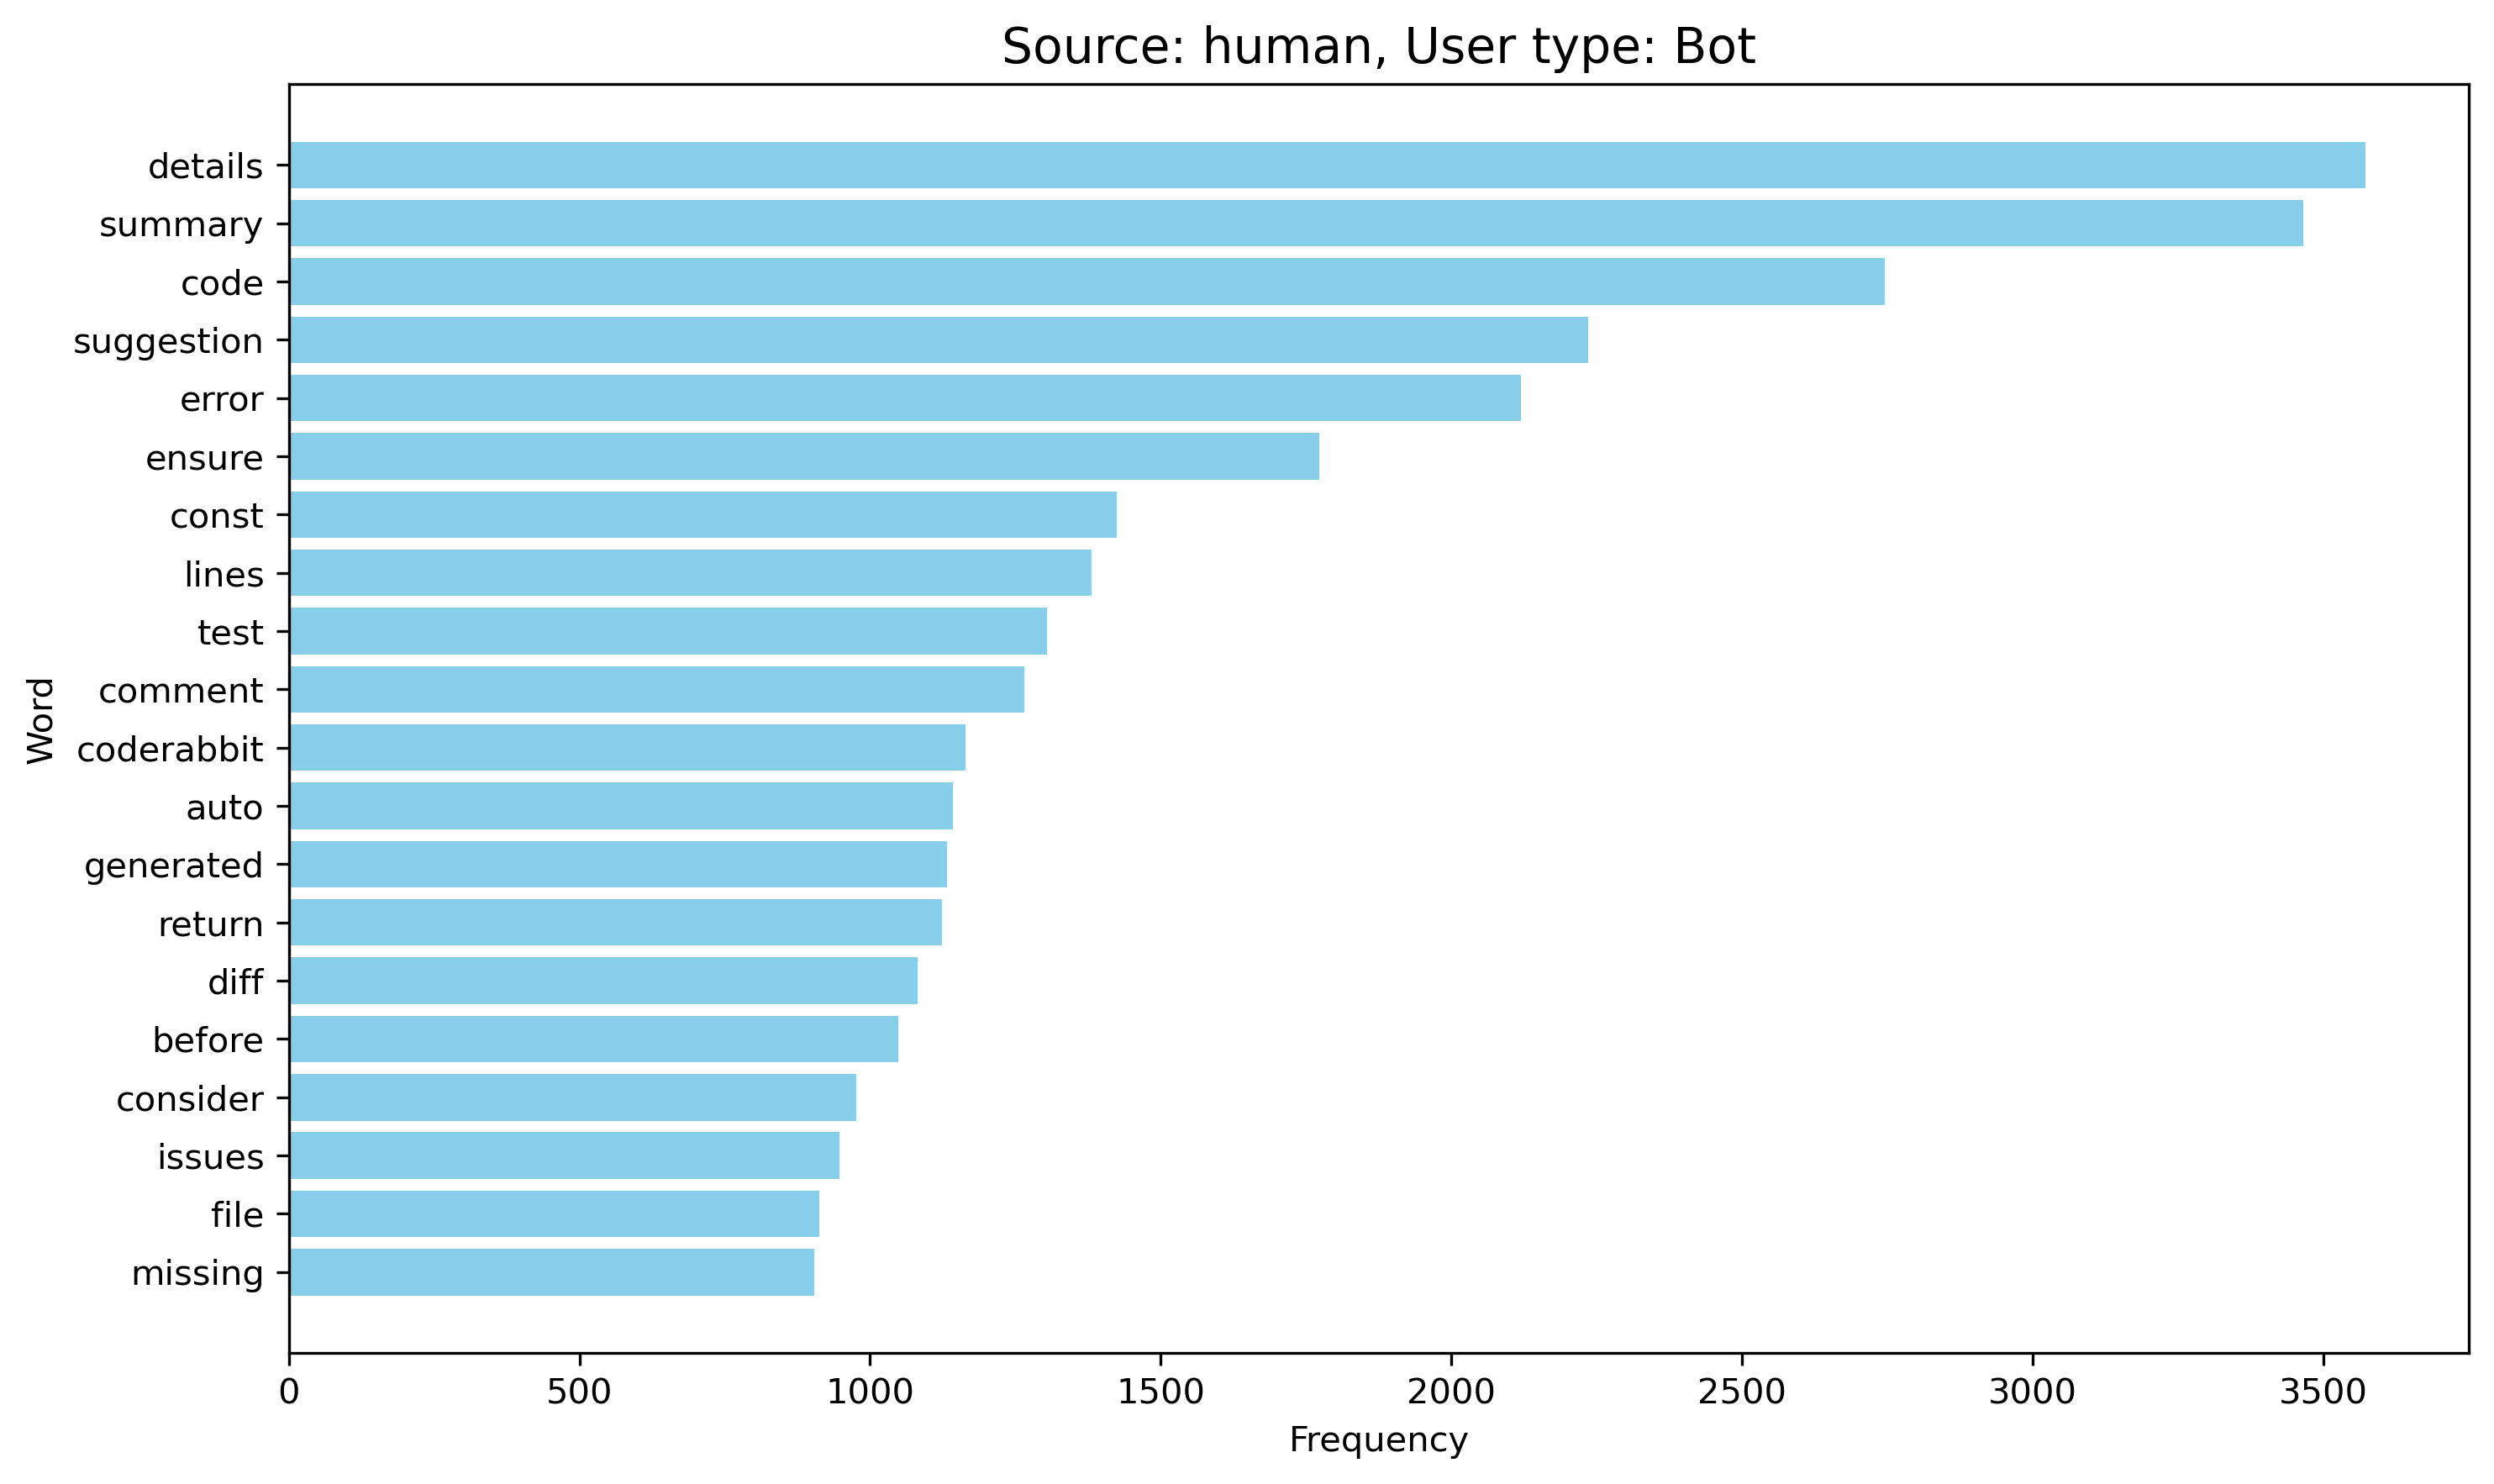 Source: human, User type: Bot
Word
details
summary
code
suggestion
error
ensure
const
lines
test
comment
coderabbit
auto
generated
return
diff
before
consider
issues
file
missing
0 500 1000 1500 2000 2500 3000 3500
Frequency